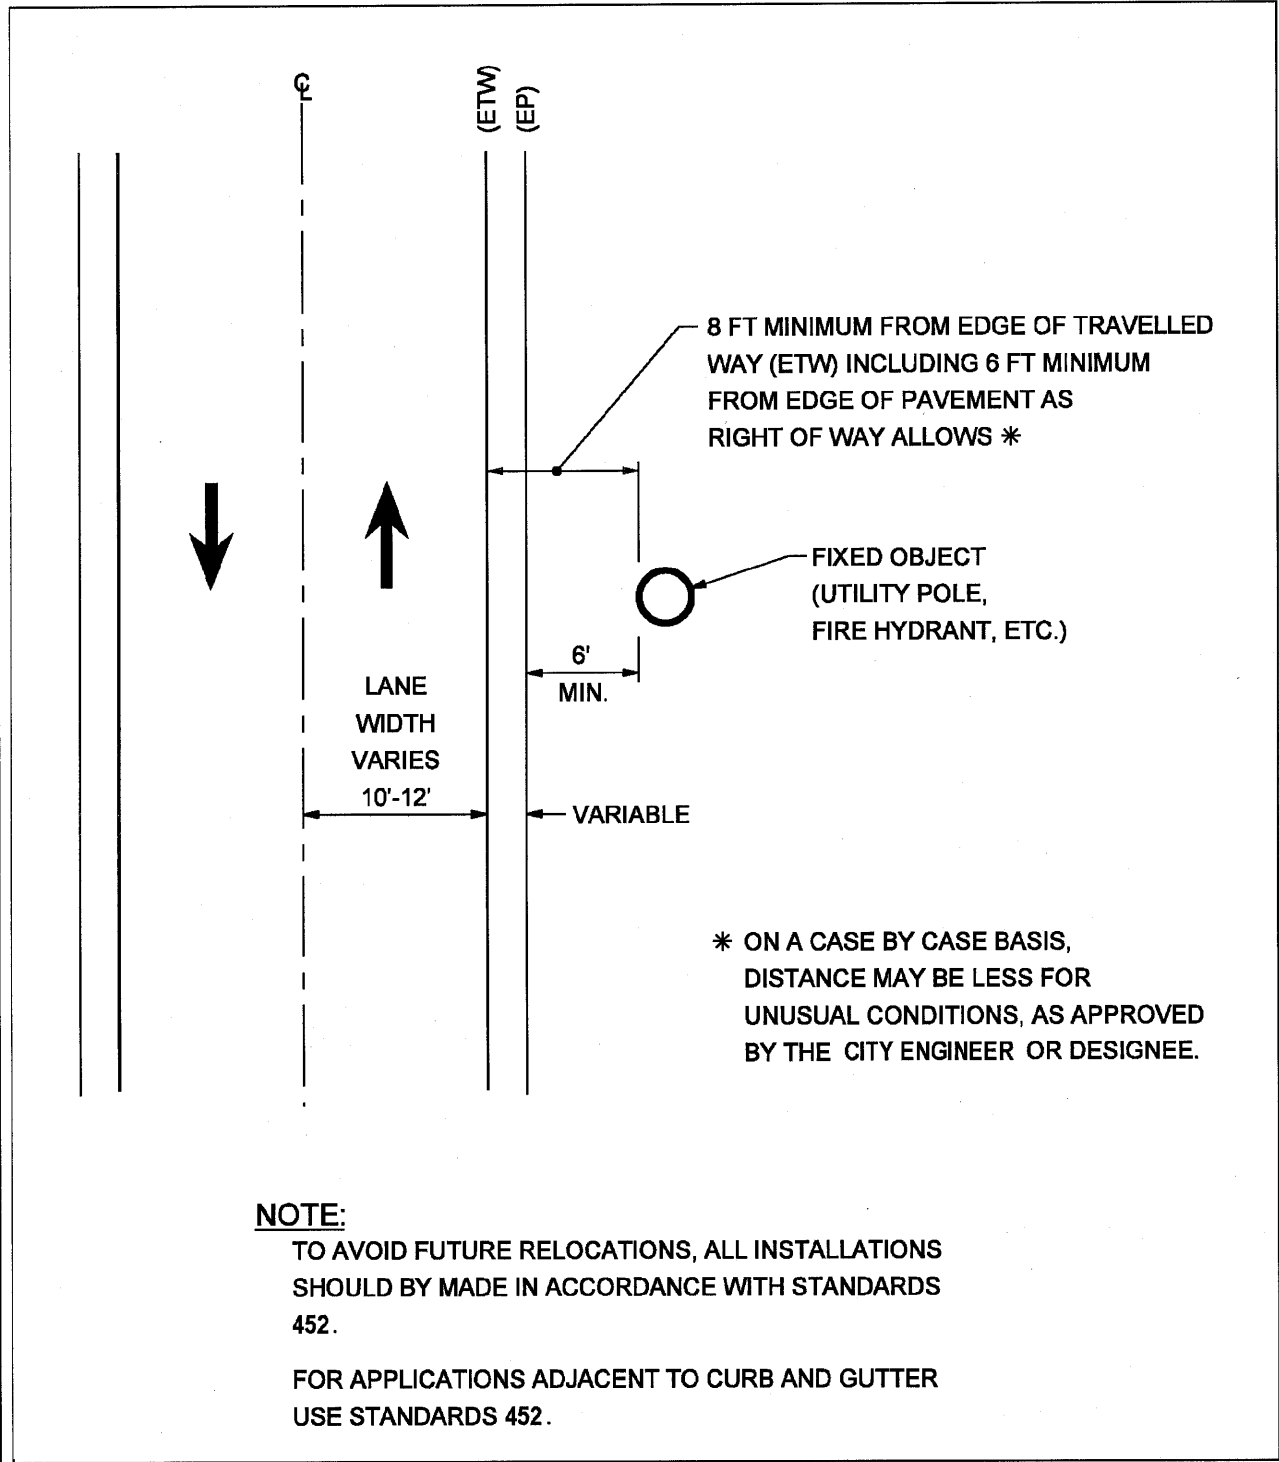 ℄
(ETW)
(EP)
8 FT MINIMUM FROM EDGE OF TRAVELLED
WAY (ETW) INCLUDING 6 FT MINIMUM
FROM EDGE OF PAVEMENT AS
RIGHT OF WAY ALLOWS *
FIXED OBJECT
(UTILITY POLE,
FIRE HYDRANT, ETC.)
6'
MIN.
LANE
WIDTH
VARIES
10'-12'
VARIABLE
* ON A CASE BY CASE BASIS,
DISTANCE MAY BE LESS FOR
UNUSUAL CONDITIONS, AS APPROVED
BY THE CITY ENGINEER OR DESIGNEE.
NOTE:
TO AVOID FUTURE RELOCATIONS, ALL INSTALLATIONS
SHOULD BY MADE IN ACCORDANCE WITH STANDARDS
452.
FOR APPLICATIONS ADJACENT TO CURB AND GUTTER
USE STANDARDS 452.